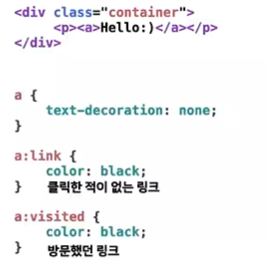 <div class="container">
<p><a>Hello:)</a></p>
</div>
a {
text-decoration: none;
}
a:link {
color: black;
} 클릭한 적이 없는 링크
a:visited {
color: black;
} 방문했던 링크